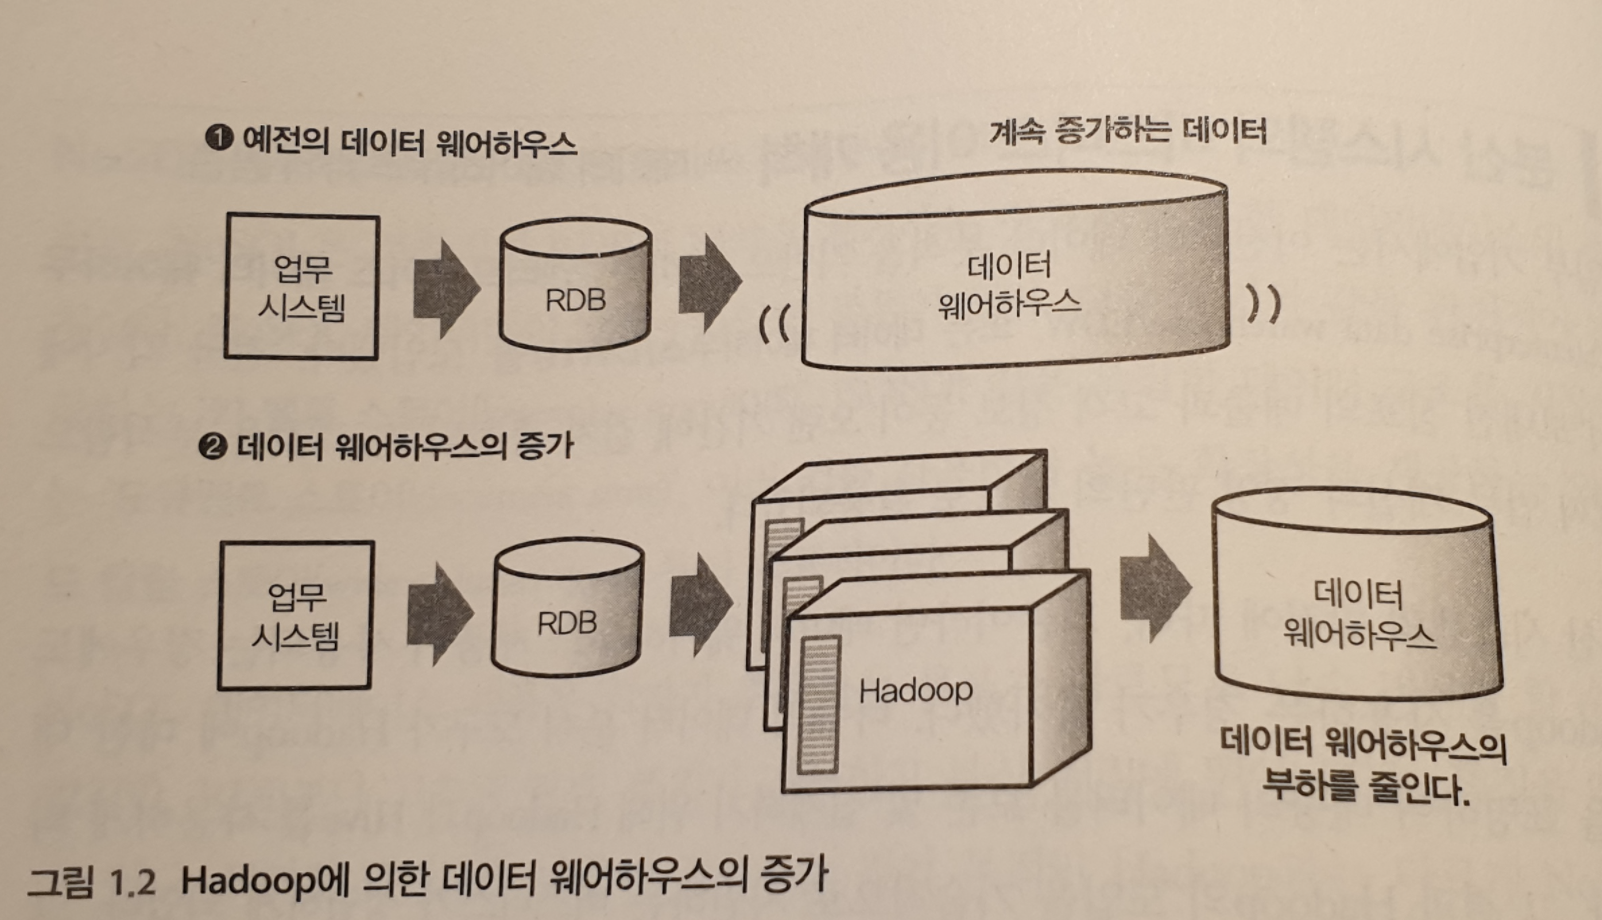 ❶ 예전의 데이터 웨어하우스
계속 증가하는 데이터
업무
시스템
RDB
데이터
웨어하우스
❷ 데이터 웨어하우스의 증가
업무
시스템
RDB
Hadoop
데이터
웨어하우스
데이터 웨어하우스의
부하를 줄인다.
그림 1.2 Hadoop에 의한 데이터 웨어하우스의 증가